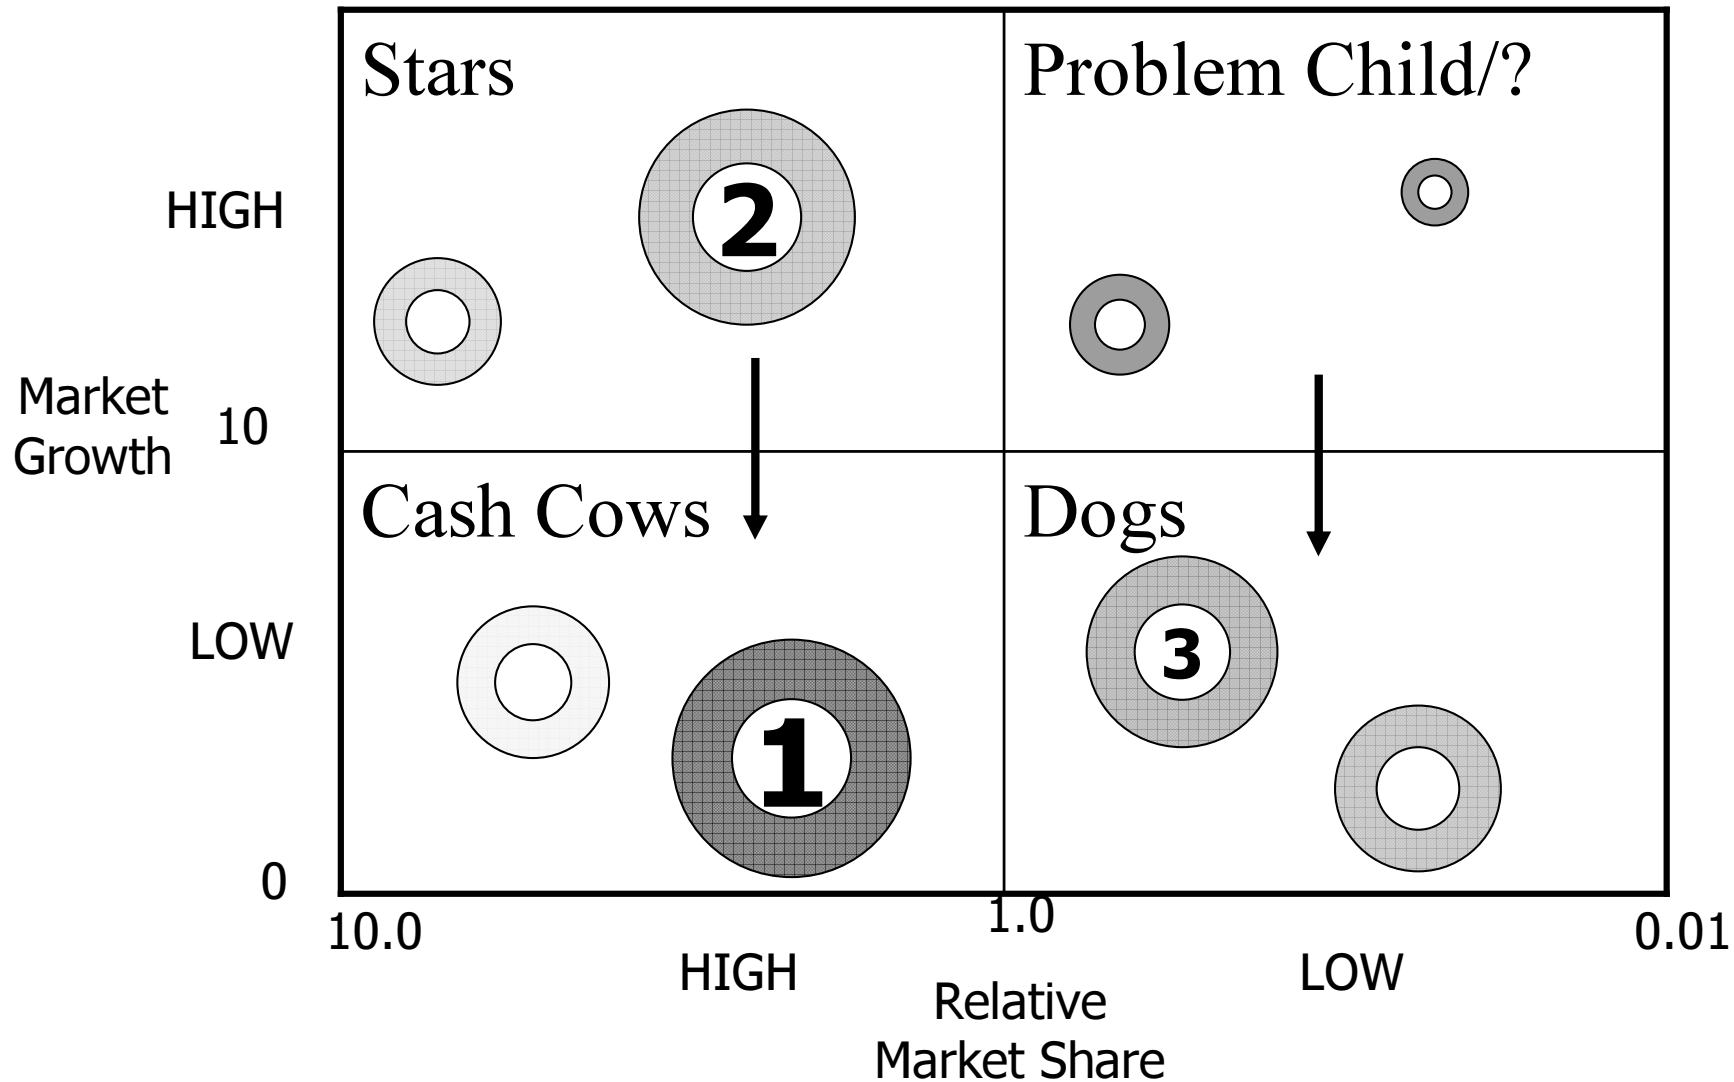 Stars
Problem Child/?
2
HIGH
Market
Growth
10
Cash Cows
Dogs
LOW
3
1
0
10.0
1.0
0.01
HIGH
LOW
Relative
Market Share